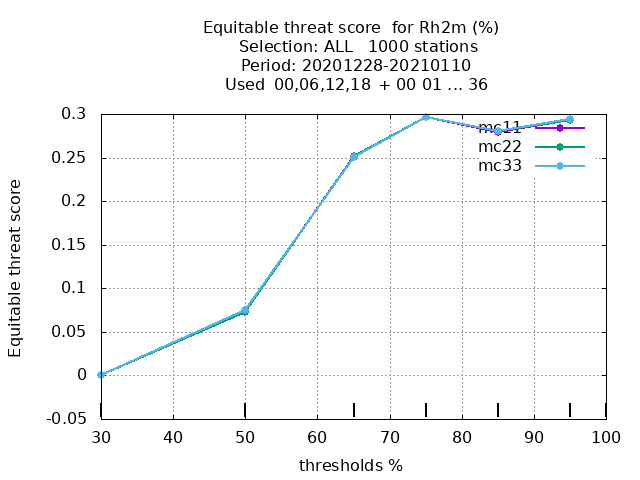 Equitable threat score  for Rh2m (%)
Selection: ALL   1000 stations
Period: 20201228-20210110
Used  00,06,12,18  + 00 01 ... 36
mc11
mc22
mc33
Equitable threat score
0.3
0.25
0.2
0.15
0.1
0.05
0
-0.05
30 40 50 60 70 80 90 100
thresholds %